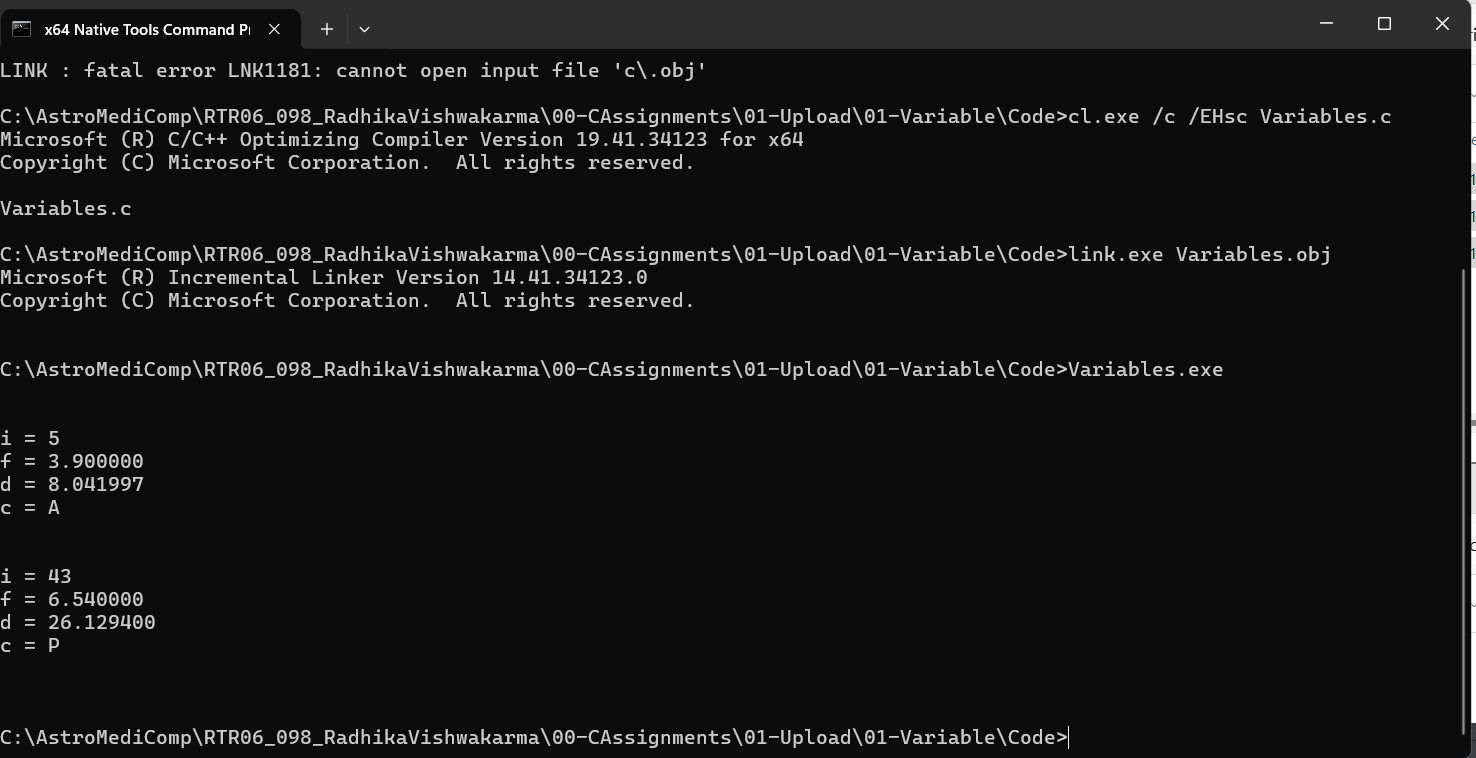 x64 Native Tools Command Pr
LINK : fatal error LNK1181: cannot open input file 'c\.obj'
C:\AstroMediComp\RTR06_098_RadhikaVishwakarma\00-CAssignments\01-Upload\01-Variable\Code>cl.exe /c /EHsc Variables.c
Microsoft (R) C/C++ Optimizing Compiler Version 19.41.34123 for x64
Copyright (C) Microsoft Corporation.  All rights reserved.
Variables.c
C:\AstroMediComp\RTR06_098_RadhikaVishwakarma\00-CAssignments\01-Upload\01-Variable\Code>link.exe Variables.obj
Microsoft (R) Incremental Linker Version 14.41.34123.0
Copyright (C) Microsoft Corporation.  All rights reserved.
C:\AstroMediComp\RTR06_098_RadhikaVishwakarma\00-CAssignments\01-Upload\01-Variable\Code>Variables.exe
i = 5
f = 3.900000
d = 8.041997
c = A
i = 43
f = 6.540000
d = 26.129400
c = P
C:\AstroMediComp\RTR06_098_RadhikaVishwakarma\00-CAssignments\01-Upload\01-Variable\Code>